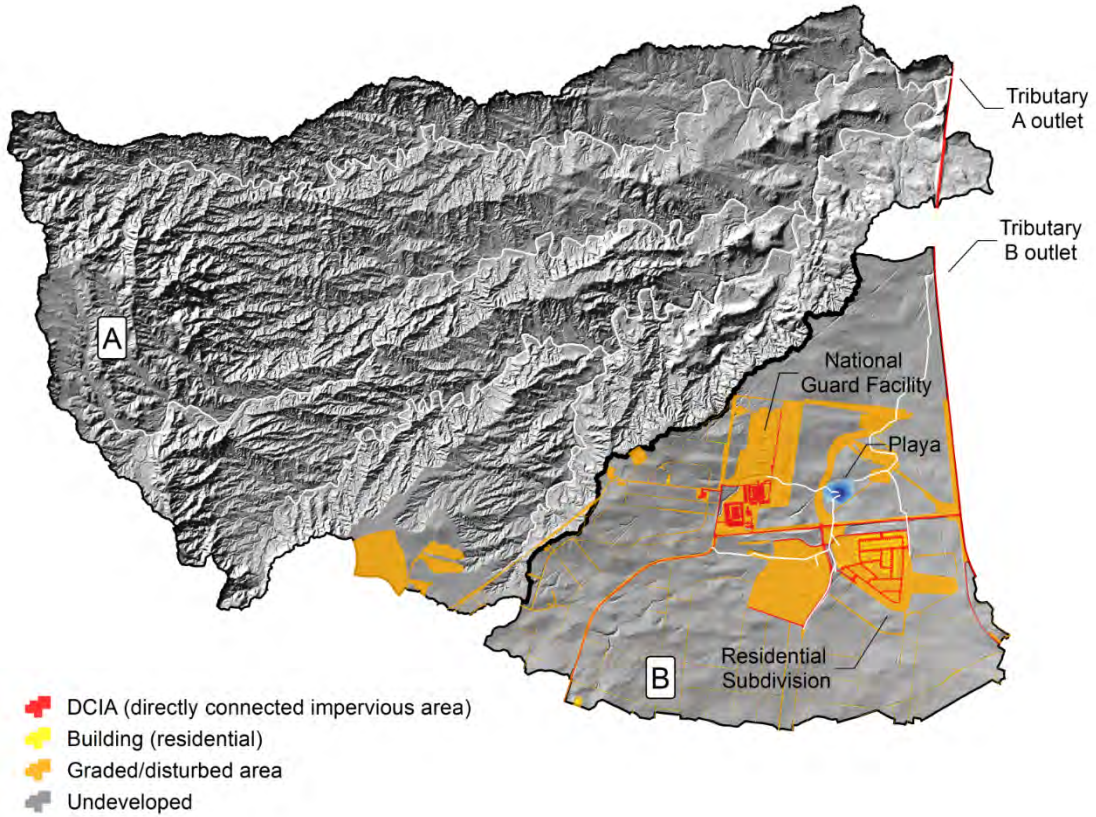 Tributary
A outlet
Tributary
B outlet
A
National
Guard Facility
Playa
Residential
Subdivision
B
DCIA (directly connected impervious area)
Building (residential)
Graded/disturbed area
Undeveloped